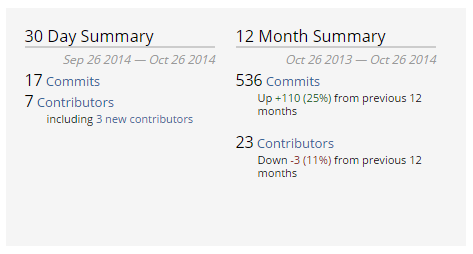 30 Day Summary
Sep 26 2014 — Oct 26 2014
17 Commits
7 Contributors
including 3 new contributors
12 Month Summary
Oct 26 2013 — Oct 26 2014
536 Commits
Up +110 (25%) from previous 12
months
23 Contributors
Down -3 (11%) from previous 12
months